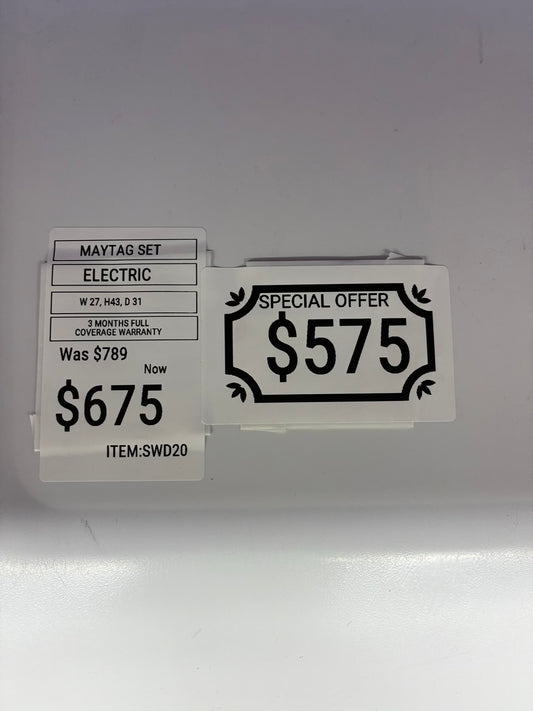 MAYTAG SET
ELECTRIC
W 27, H43, D 31
3 MONTHS FULL
COVERAGE WARRANTY
Was $789
Now
$675
ITEM:SWD20
SPECIAL OFFER
$575